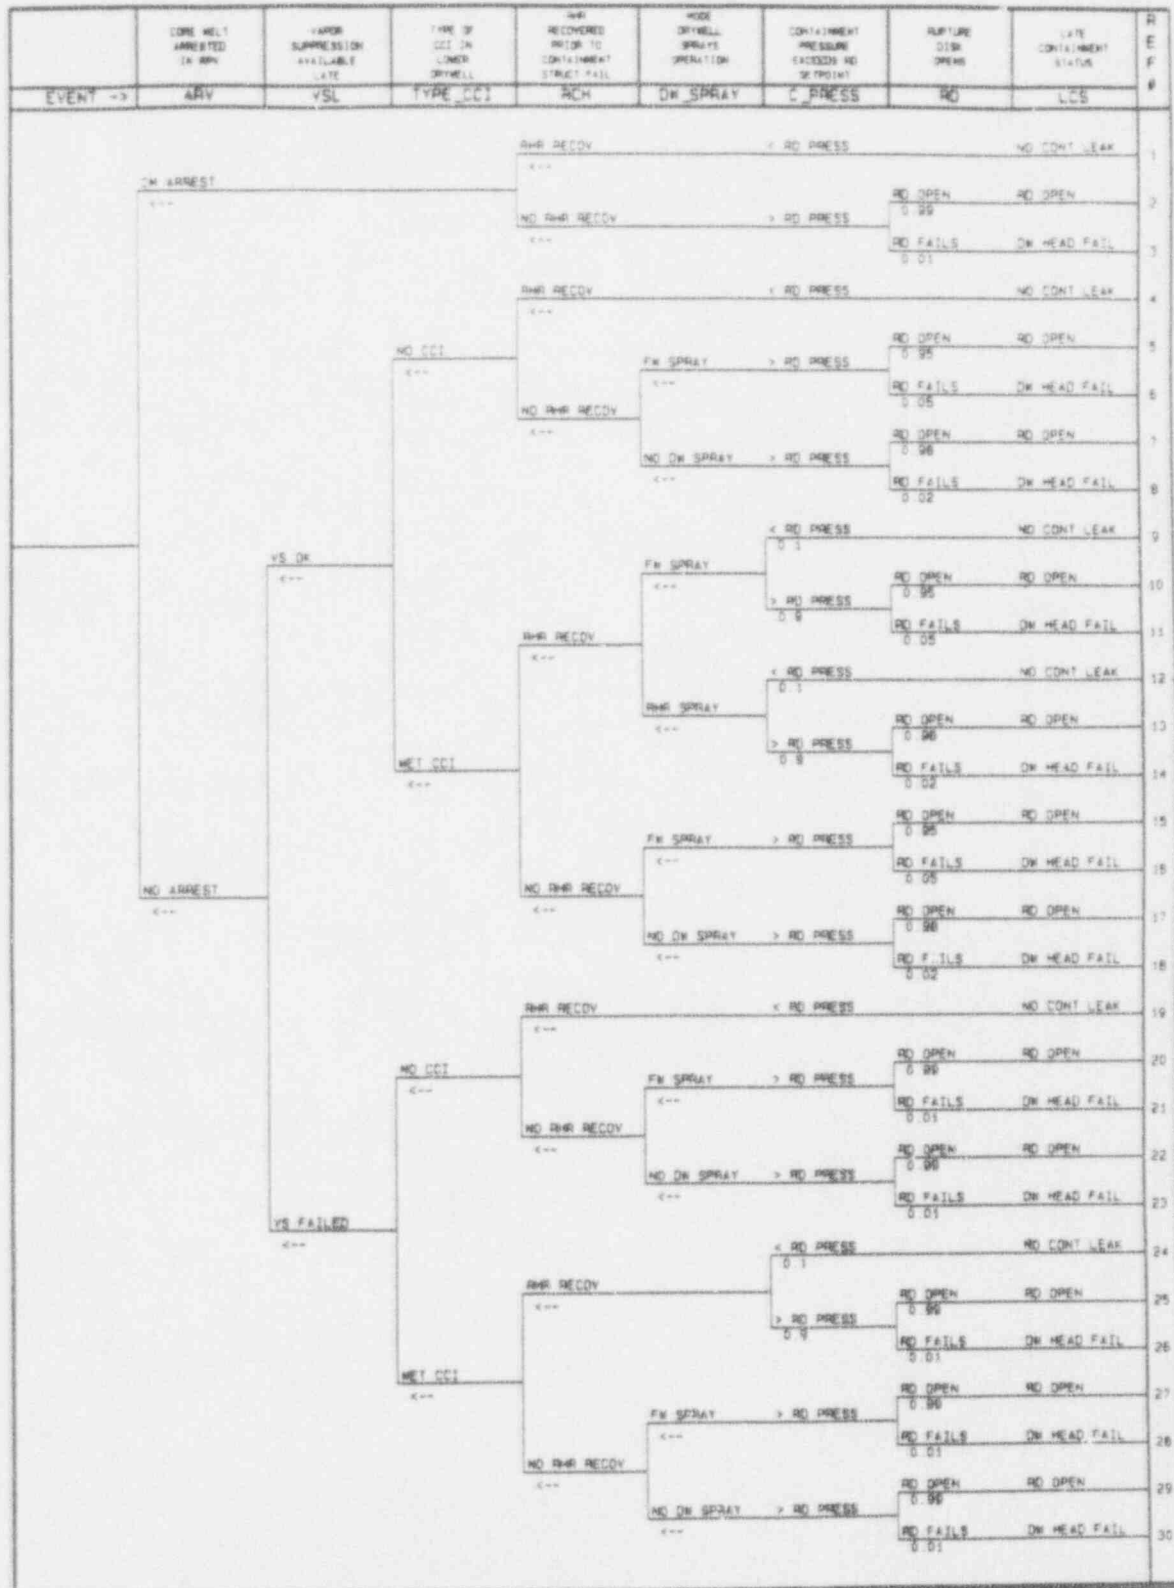 CORE MELT ARRESTED IN RPV
VAPOR SUPPRESSION AVAILABLE LATE
TYPE OF CCI IN LOWER DRYWELL
RHR RECOVERED PRIOR TO CONTAINMENT STRUCT FAIL
MODE DRYWELL SPRAYS OPERATION
CONTAINMENT PRESSURE EXCEEDS RD SETPOINT
RUPTURE DISK OPENS
LATE CONTAINMENT STATUS
REF#
EVENT -> ARV VSL TYPE_CCI RCH DW_SPRAY C_PRESS RD LCS
RHR RECOV < RD PRESS NO CONT LEAK 1
<--
CM ARREST
<--
RD OPEN RD OPEN 2
0.99
NO RHR RECOV > RD PRESS
<--
RD FAILS DW HEAD FAIL 3
0.01
RHR RECOV < RD PRESS NO CONT LEAK 4
<--
NO CCI
<--
RD OPEN RD OPEN 5
0.95
FW SPRAY > RD PRESS
<--
RD FAILS DW HEAD FAIL 6
0.05
NO RHR RECOV
<--
RD OPEN RD OPEN 7
0.98
NO DW SPRAY > RD PRESS
<--
RD FAILS DW HEAD FAIL 8
0.02
< RD PRESS NO CONT LEAK 9
0.1
VS OK
<--
FW SPRAY
<--
RD OPEN RD OPEN 10
0.95
> RD PRESS
0.9
RD FAILS DW HEAD FAIL 11
0.05
RHR RECOV
<--
< RD PRESS NO CONT LEAK 12
0.1
RHR SPRAY
<--
RD OPEN RD OPEN 13
0.98
> RD PRESS
0.9
RD FAILS DW HEAD FAIL 14
0.02
WET CCI
<--
RD OPEN RD OPEN 15
0.95
FW SPRAY > RD PRESS
<--
RD FAILS DW HEAD FAIL 16
0.05
NO ARREST
<--
NO RHR RECOV
<--
RD OPEN RD OPEN 17
0.98
NO DW SPRAY > RD PRESS
<--
RD F ILS DW HEAD FAIL 18
0.02
RHR RECOV < RD PRESS NO CONT LEAK 19
<--
NO CCI
<--
RD OPEN RD OPEN 20
0.99
FW SPRAY > RD PRESS
<--
RD FAILS DW HEAD FAIL 21
0.01
NO RHR RECOV
<--
RD OPEN RD OPEN 22
0.99
NO DW SPRAY > RD PRESS
<--
RD FAILS DW HEAD FAIL 23
0.01
VS FAILED
<--
< RD PRESS NO CONT LEAK 24
0.1
RHR RECOV
<--
RD OPEN RD OPEN 25
0.99
> RD PRESS
0.9
RD FAILS DW HEAD FAIL 26
0.01
WET CCI
<--
RD OPEN RD OPEN 27
0.99
FW SPRAY > RD PRESS
<--
RD FAILS DW HEAD FAIL 28
0.01
NO RHR RECOV
<--
RD OPEN RD OPEN 29
0.99
NO DW SPRAY > RD PRESS
<--
RD FAILS DW HEAD FAIL 30
0.01